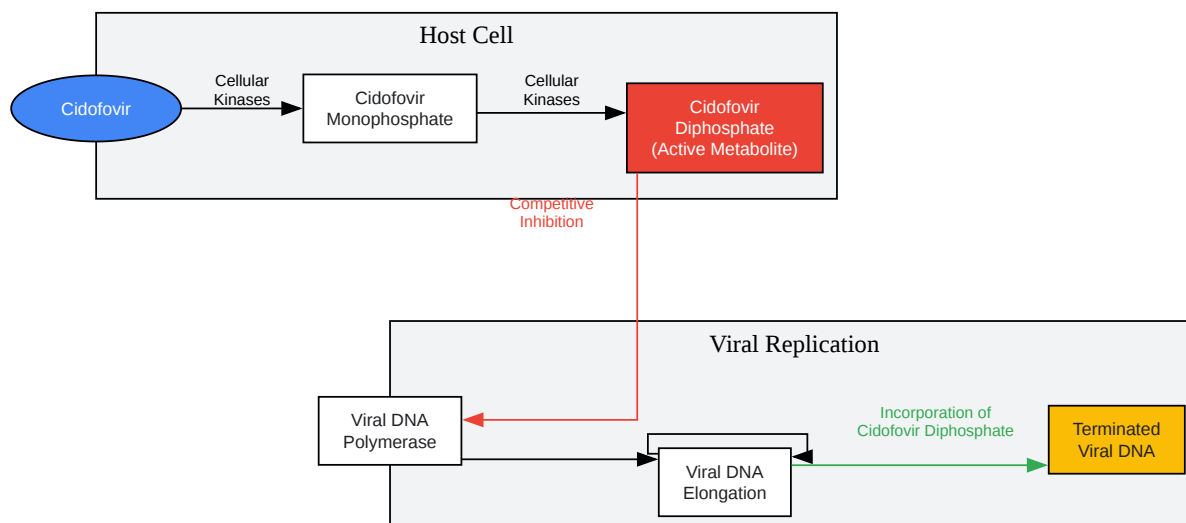 Host Cell
Cidofovir
Cellular
Kinases
Cidofovir
Monophosphate
Cellular
Kinases
Cidofovir
Diphosphate
(Active Metabolite)
Competitive
Inhibition
Viral Replication
Viral DNA
Polymerase
Viral DNA
Elongation
Incorporation of
Cidofovir Diphosphate
Terminated
Viral DNA